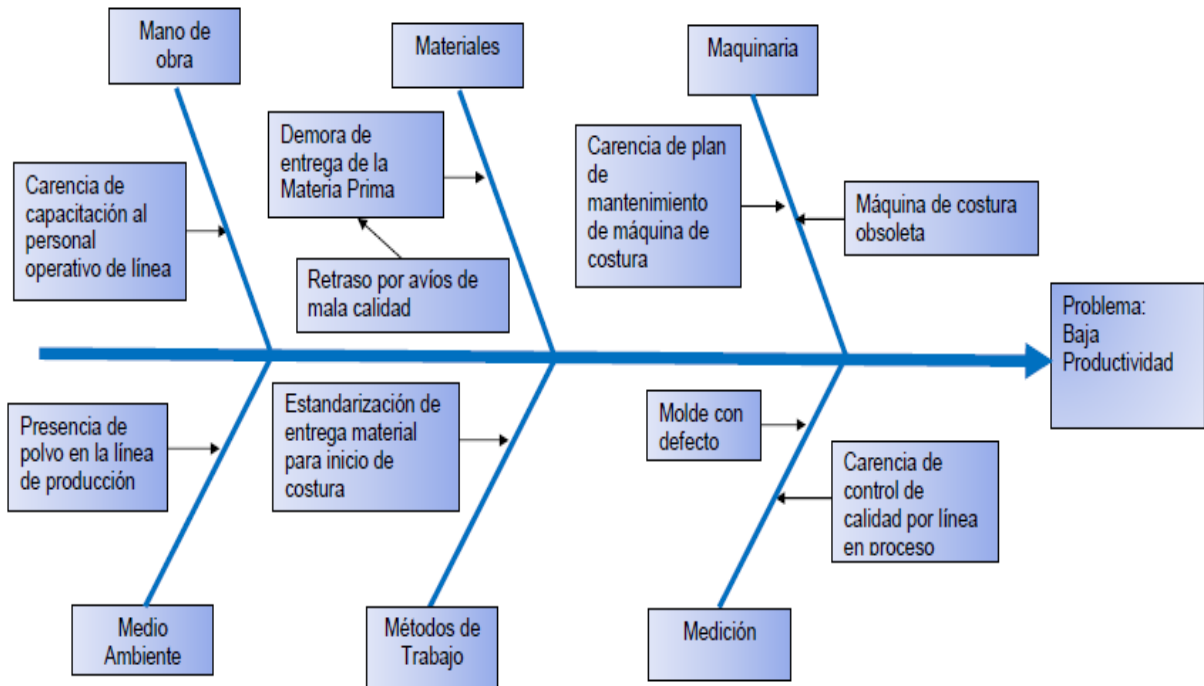 Mano de
obra
Materiales
Maquinaria
Demora de
entrega de la
Materia Prima
Carencia de plan
de
mantenimiento
de máquina de
costura
Carencia de
capacitación al
personal
operativo de línea
Máquina de costura
obsoleta
Retraso por avíos de
mala calidad
Problema:
Baja
Productividad
Presencia de
polvo en la línea
de producción
Estandarización de
entrega material
para inicio de
costura
Molde con
defecto
Carencia de
control de
calidad por línea
en proceso
Medio
Ambiente
Métodos de
Trabajo
Medición